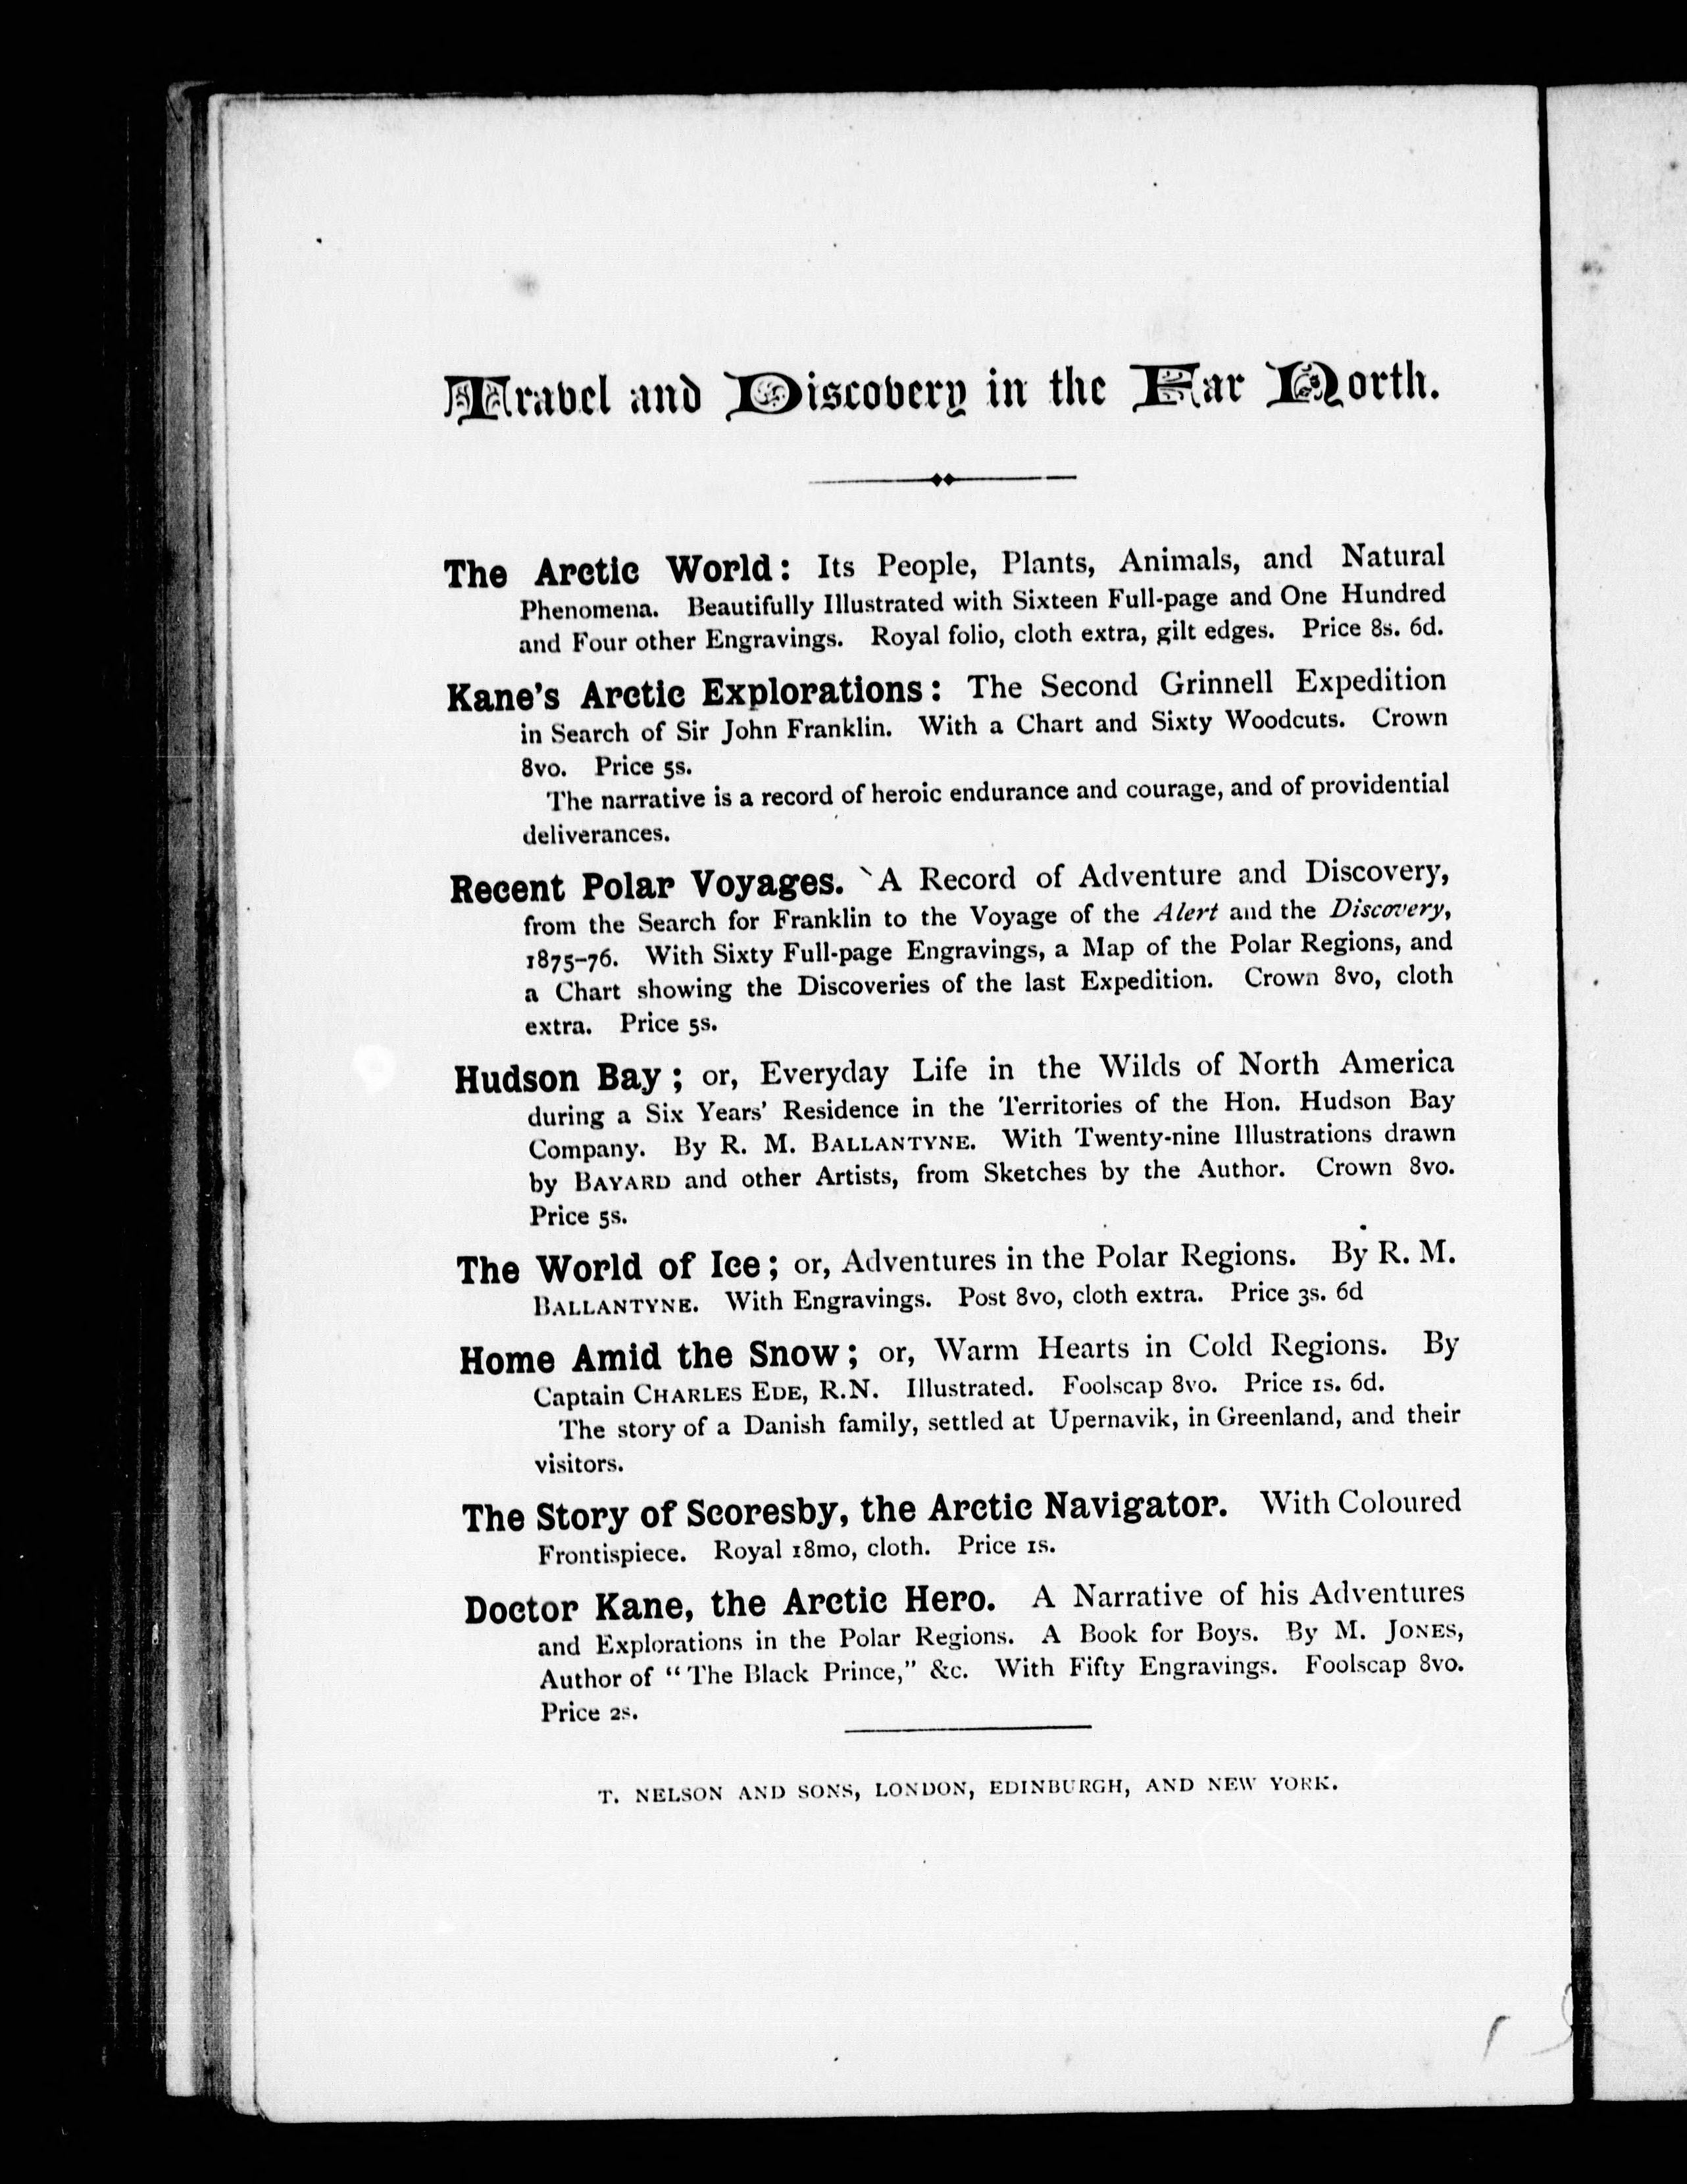 Travel and Discovery in the Far North.
The Arctic World: Its People, Plants, Animals, and Natural
Phenomena. Beautifully Illustrated with Sixteen Full-page and One Hundred
and Four other Engravings. Royal folio, cloth extra, gilt edges. Price 8s. 6d.
Kane's Arctic Explorations: The Second Grinnell Expedition
in Search of Sir John Franklin. With a Chart and Sixty Woodcuts. Crown
8vo. Price 5s.
The narrative is a record of heroic endurance and courage, and of providential
deliverances.
Recent Polar Voyages. A Record of Adventure and Discovery,
from the Search for Franklin to the Voyage of the Alert and the Discovery,
1875-76. With Sixty Full-page Engravings, a Map of the Polar Regions, and
a Chart showing the Discoveries of the last Expedition. Crown 8vo, cloth
extra. Price 5s.
Hudson Bay; or, Everyday Life in the Wilds of North America
during a Six Years' Residence in the Territories of the Hon. Hudson Bay
Company. By R. M. BALLANTYNE. With Twenty-nine Illustrations drawn
by BAYARD and other Artists, from Sketches by the Author. Crown 8vo.
Price 5s.
The World of Ice; or, Adventures in the Polar Regions. By R. M.
BALLANTYNE. With Engravings. Post 8vo, cloth extra. Price 3s. 6d
Home Amid the Snow; or, Warm Hearts in Cold Regions. By
Captain CHARLES EDE, R.N. Illustrated. Foolscap 8vo. Price 1s. 6d.
The story of a Danish family, settled at Upernavik, in Greenland, and their
visitors.
The Story of Scoresby, the Arctic Navigator. With Coloured
Frontispiece. Royal 18mo, cloth. Price 1s.
Doctor Kane, the Arctic Hero. A Narrative of his Adventures
and Explorations in the Polar Regions. A Book for Boys. By M. JONES,
Author of "The Black Prince," &c. With Fifty Engravings. Foolscap 8vo.
Price 2s.
T. NELSON AND SONS, LONDON, EDINBURGH, AND NEW YORK.